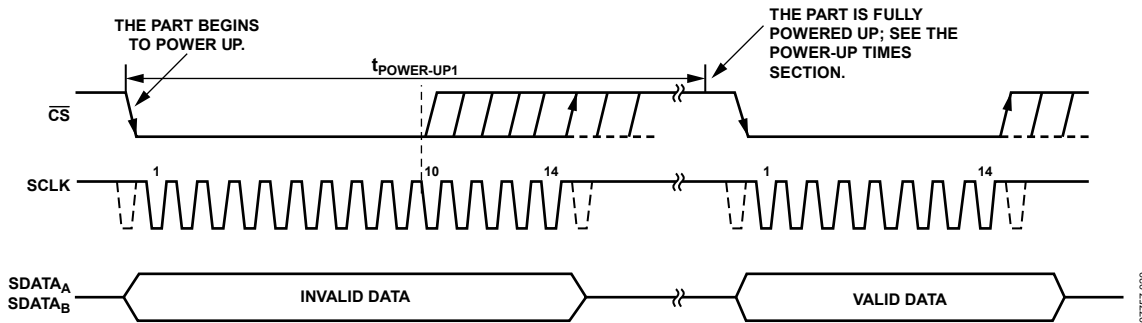 THE PART BEGINS
TO POWER UP.
THE PART IS FULLY
POWERED UP; SEE THE
POWER-UP TIMES
SECTION.
tPOWER-UP1
CS
SCLK
1
10
14
1
14
SDATAA
SDATAB
INVALID DATA
VALID DATA